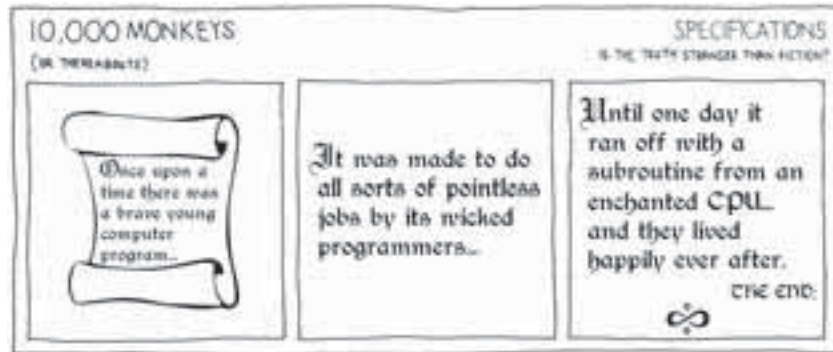 10,000 MONKEYS
(OR THEREABOUTS)
SPECIFICATIONS
IS THE TRUTH STRANGER THAN FICTION?
Once upon a
time there was
a brave young
computer
program...
It was made to do
all sorts of pointless
jobs by its wicked
programmers...
Until one day it
ran off with a
subroutine from an
enchanted CPU...
and they lived
happily ever after.
THE END.